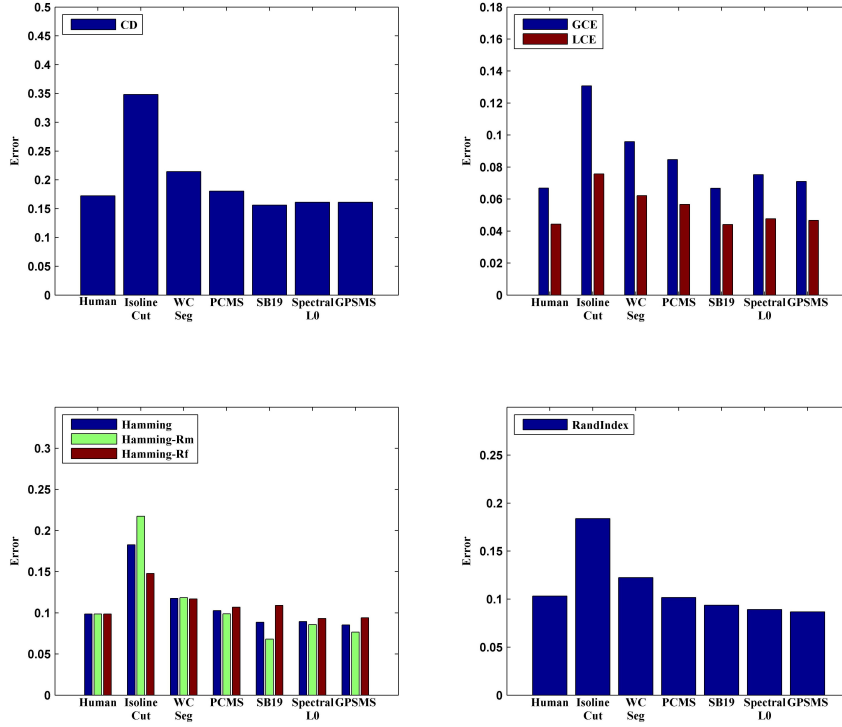 0.5
0.45
0.4
0.35
0.3
0.25
0.2
0.15
0.1
0.05
0
Error
CD
Human Isoline WC PCMS SB19 Spectral GPSMS
Cut Seg L0
0.18
0.16
0.14
0.12
0.1
0.08
0.06
0.04
0.02
0
Error
GCE
LCE
Human Isoline WC PCMS SB19 Spectral GPSMS
Cut Seg L0
0.3
0.25
0.2
0.15
0.1
0.05
0
Error
Hamming
Hamming-Rm
Hamming-Rf
Human Isoline WC PCMS SB19 Spectral GPSMS
Cut Seg L0
0.25
0.2
0.15
0.1
0.05
0
Error
RandIndex
Human Isoline WC PCMS SB19 Spectral GPSMS
Cut Seg L0